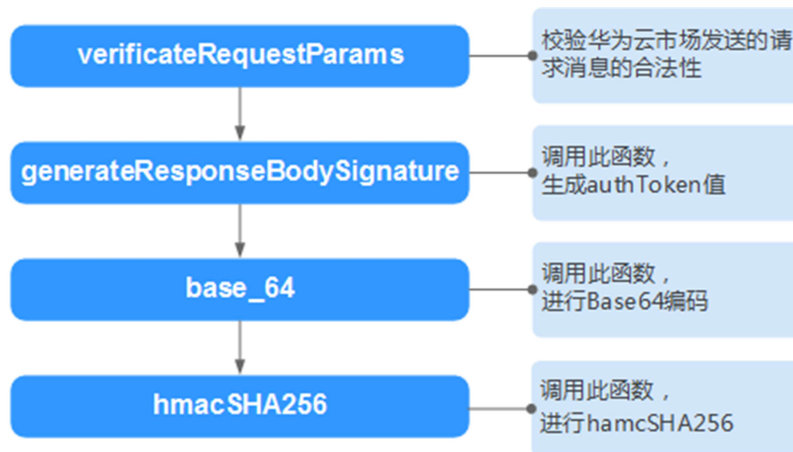 verificateRequestParams
校验华为云市场发送的请
求消息的合法性
generateResponseBodySignature
调用此函数，
生成authToken值
base_64
调用此函数，
进行Base64编码
hmacSHA256
调用此函数，
进行hamcSHA256